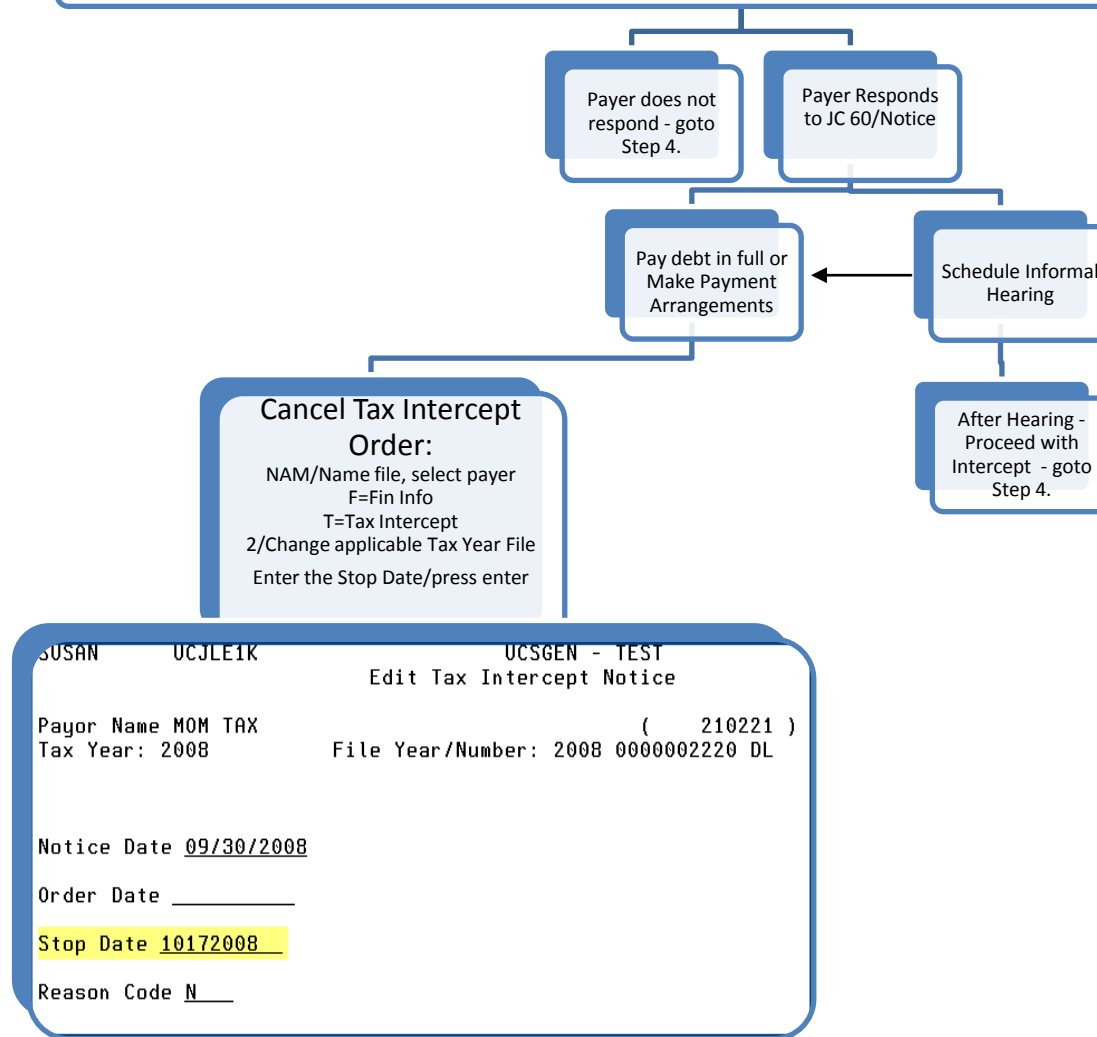 Payer does not
respond - goto
Step 4.
Payer Responds
to JC 60/Notice
Pay debt in full or
Make Payment
Arrangements
Schedule Informal
Hearing
After Hearing -
Proceed with
Intercept - goto
Step 4.
Cancel Tax Intercept
Order:
NAM/Name file, select payer
F=Fin Info
T=Tax Intercept
2/Change applicable Tax Year File
Enter the Stop Date/press enter
SUSAN UCJLE1K UCSGEN - TEST
Edit Tax Intercept Notice
Payor Name MOM TAX ( 210221 )
Tax Year: 2008 File Year/Number: 2008 0000002220 DL
Notice Date 09/30/2008
Order Date __________
Stop Date 10172008
Reason Code N